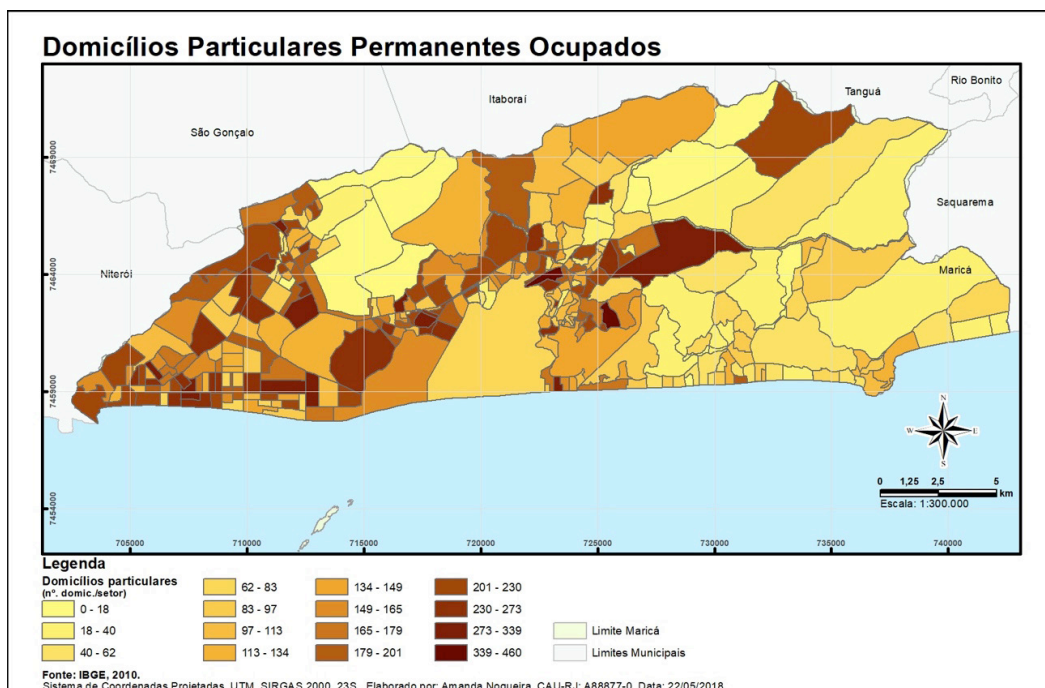 Domicílios Particulares Permanentes Ocupados
Rio Bonito
Tanguá
Itaboraí
São Gonçalo
Saquarema
Niterói
Maricá
7469000
7464000
7459000
7454000
N
W E
S
0 1,25 2,5 5
km
Escala: 1:300.000
705000 710000 715000 720000 725000 730000 735000 740000
Legenda
Domicílios particulares
(nº. domic./setor)
0 - 18
18 - 40
40 - 62
62 - 83
83 - 97
97 - 113
113 - 134
134 - 149
149 - 165
165 - 179
179 - 201
201 - 230
230 - 273
273 - 339
339 - 460
Limite Maricá
Limites Municipais
Fonte: IBGE, 2010.
Sistema de Coordenadas Projetadas, UTM, SIRGAS 2000, 23S. Elaborado por: Amanda Nogueira, CAU-RJ: A88877-0. Data: 22/05/2018